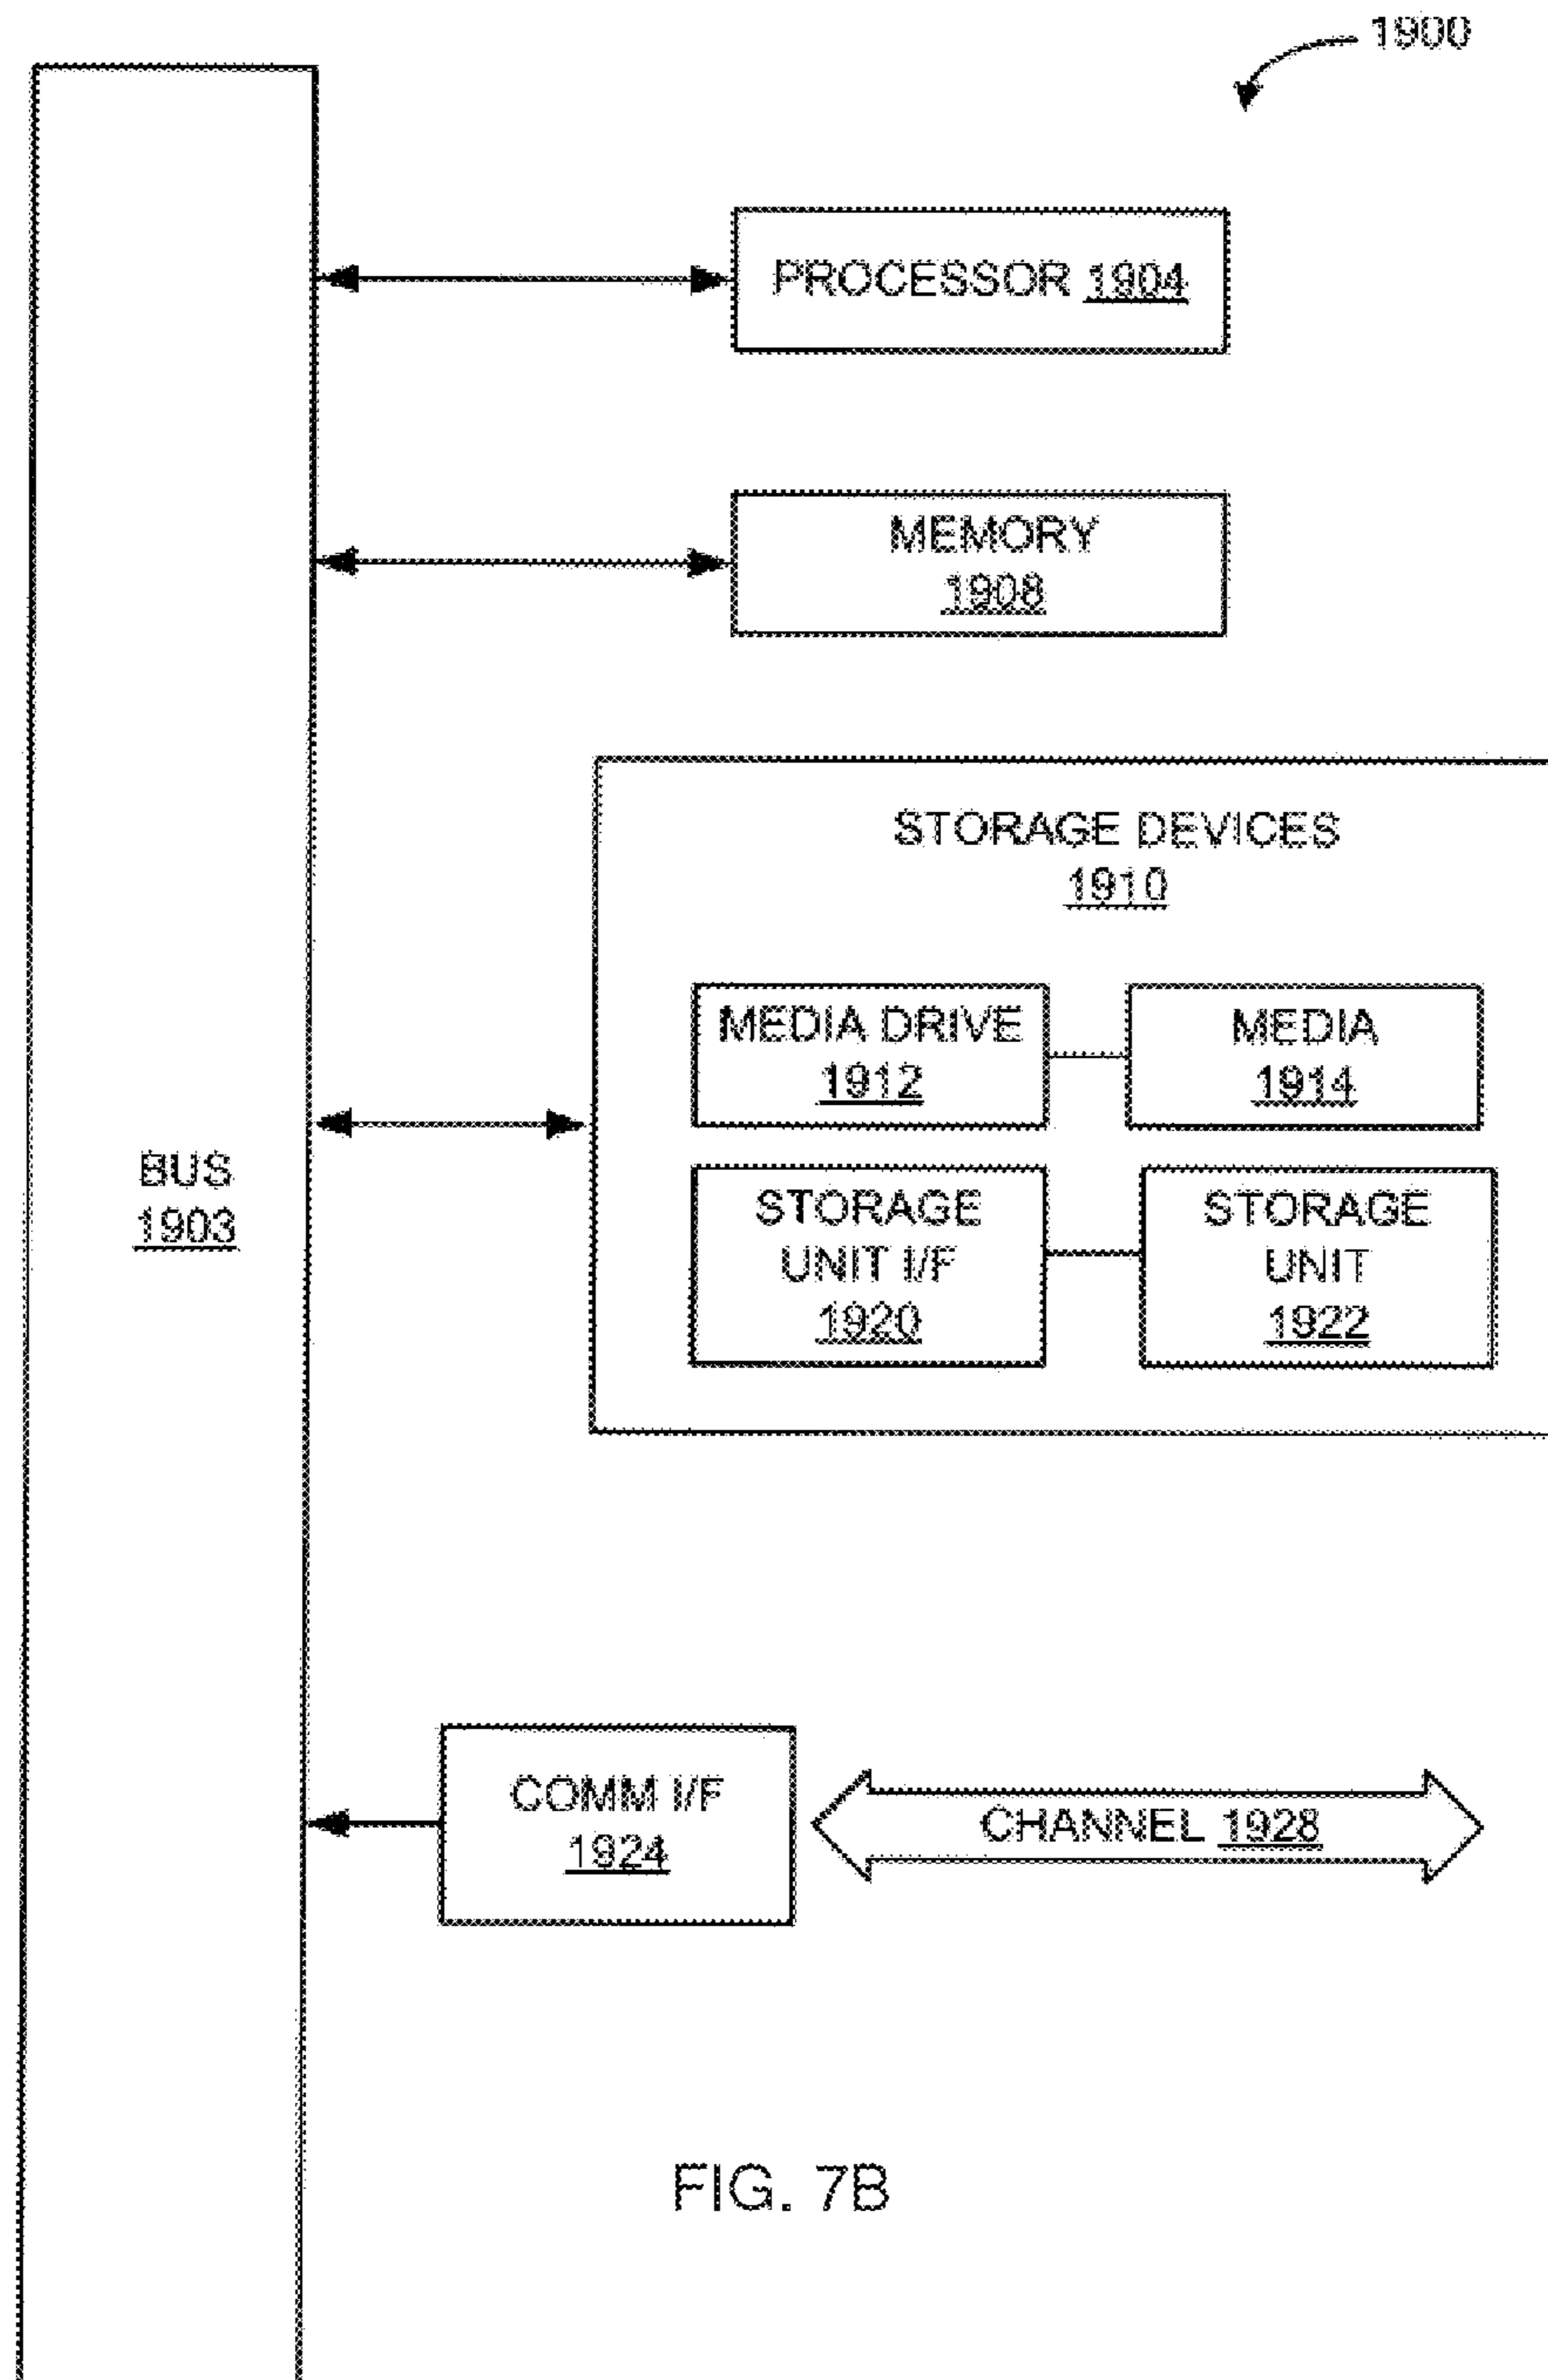 1900
PROCESSOR 1904
MEMORY
1908
STORAGE DEVICES
1910
MEDIA DRIVE
1912
MEDIA
1914
STORAGE
UNIT I/F
1920
STORAGE
UNIT
1922
BUS
1903
COMM I/F
1924
CHANNEL 1928
FIG. 7B